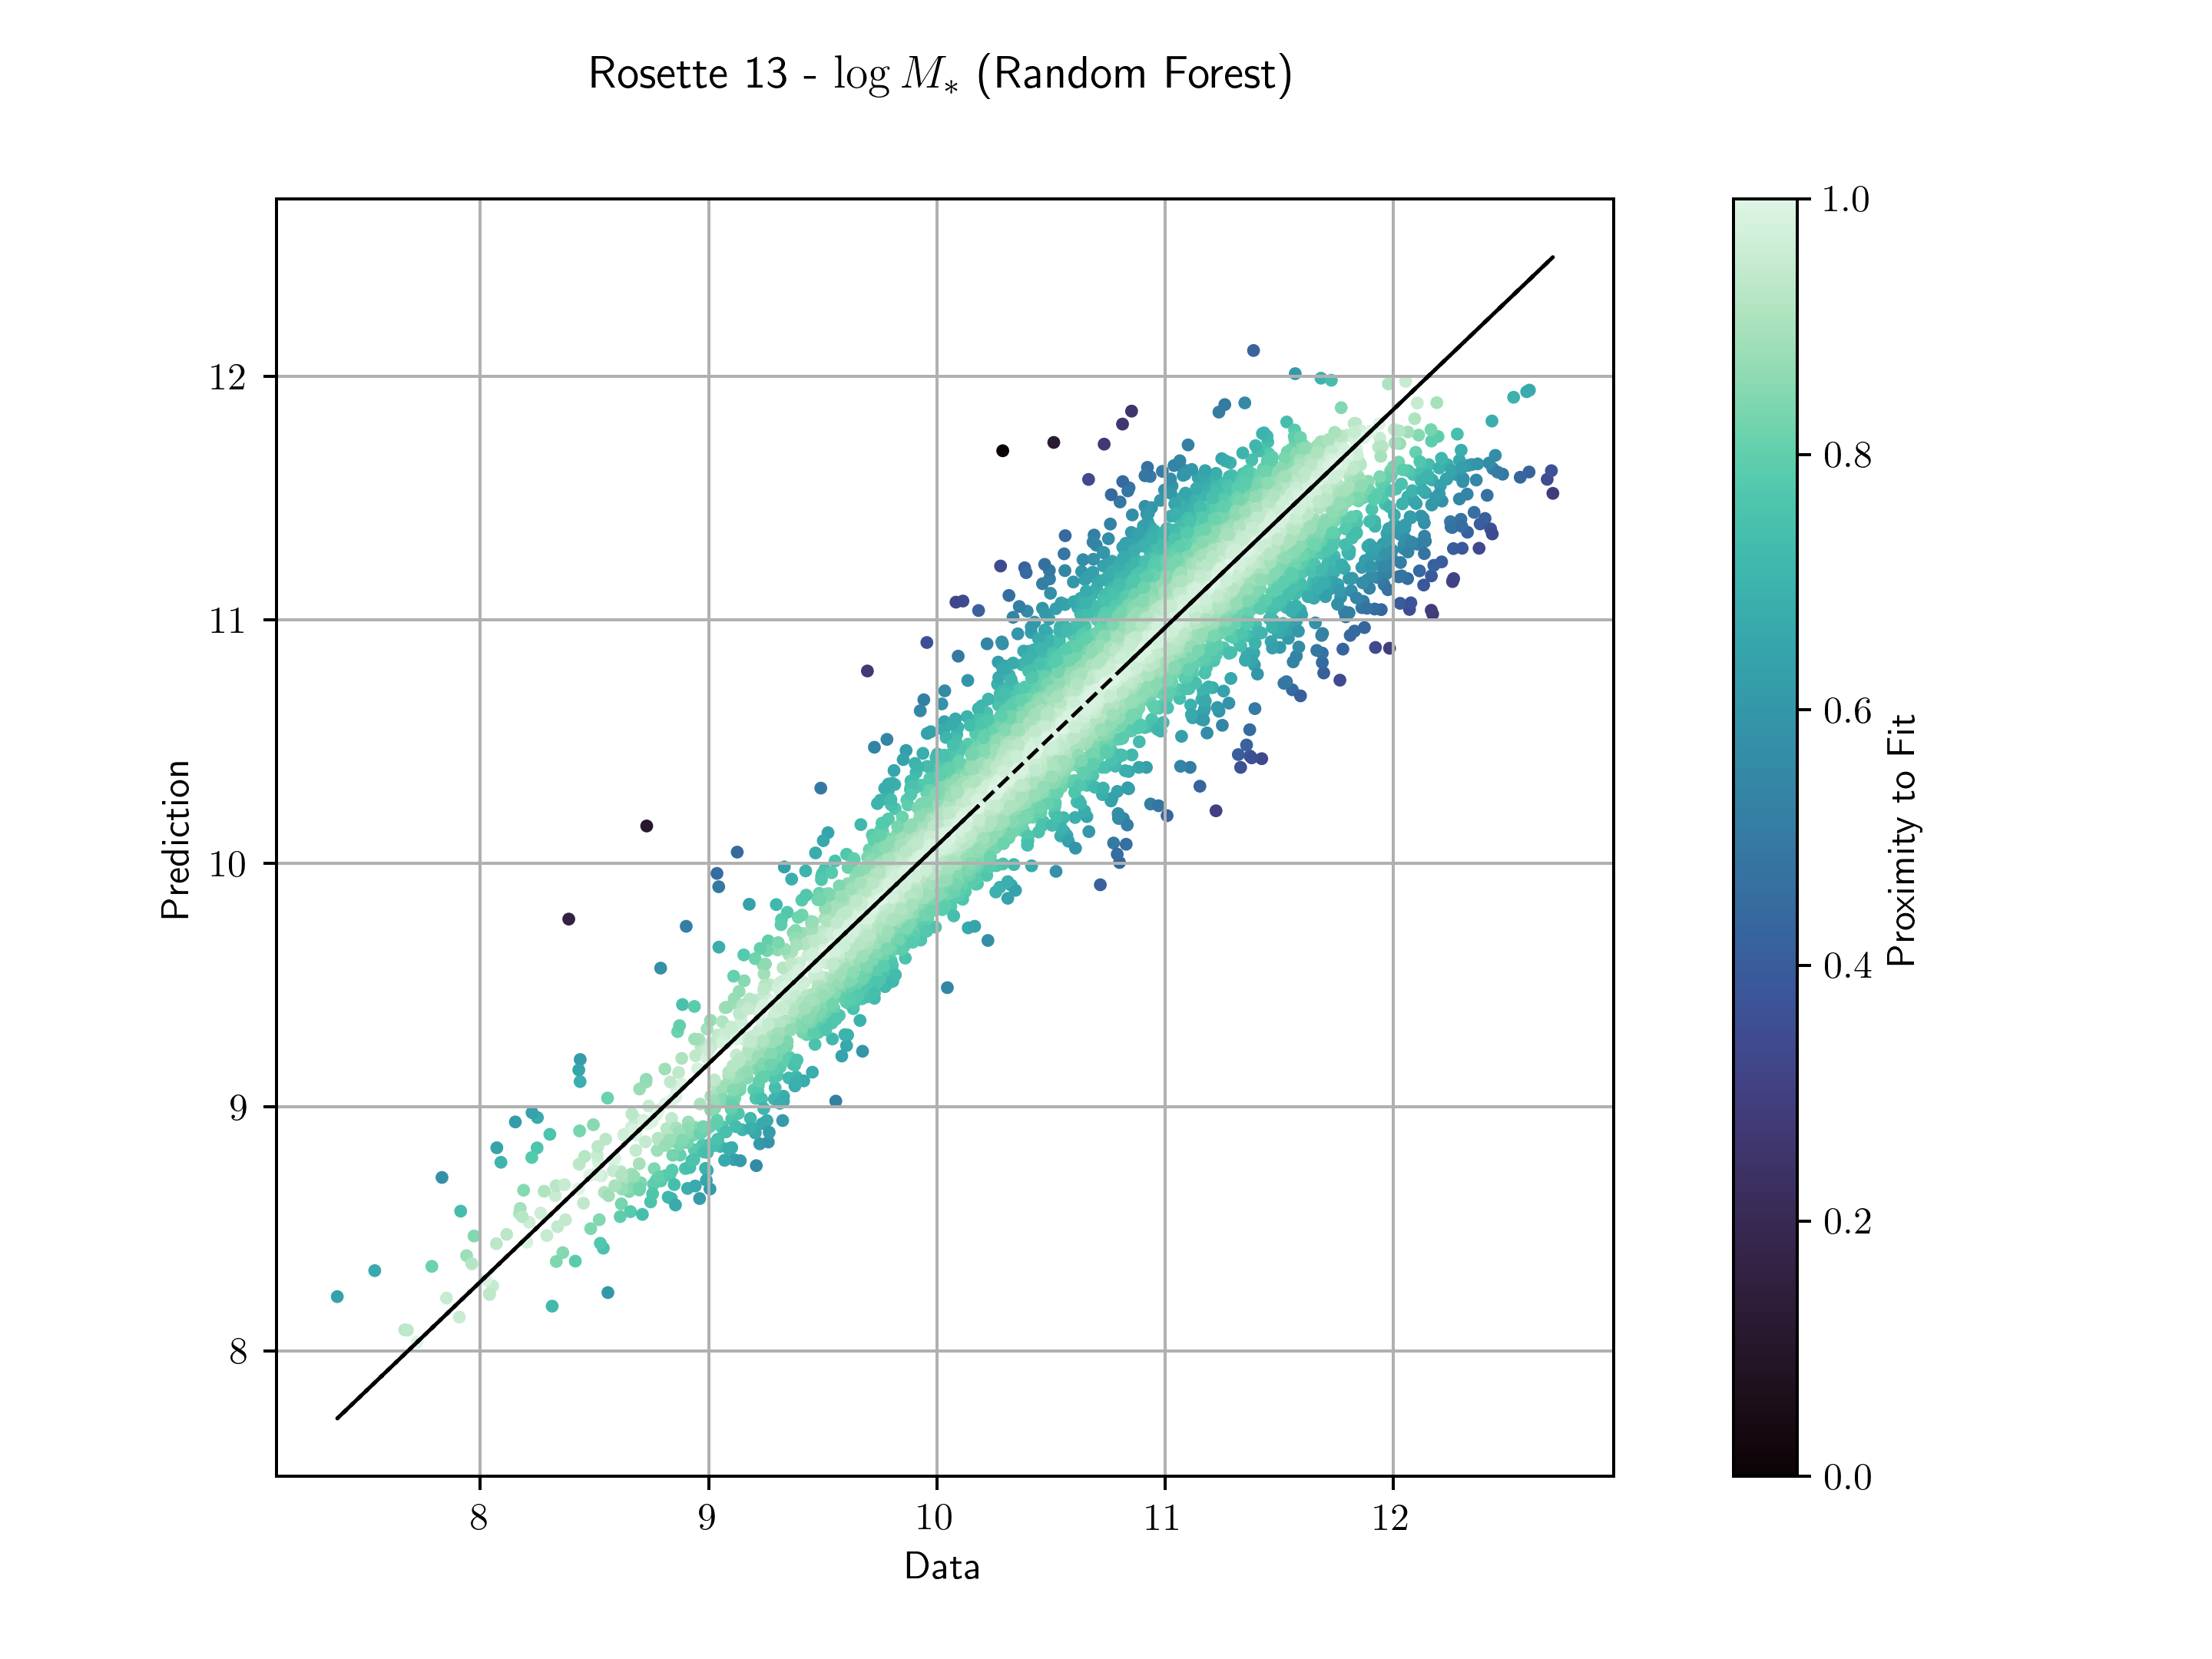 Rosette 13 - log M∗ (Random Forest)
Prediction
12
11
10
9
8
8 9 10 11 12
Data
1.0
0.8
0.6
0.4
0.2
0.0
Proximity to Fit